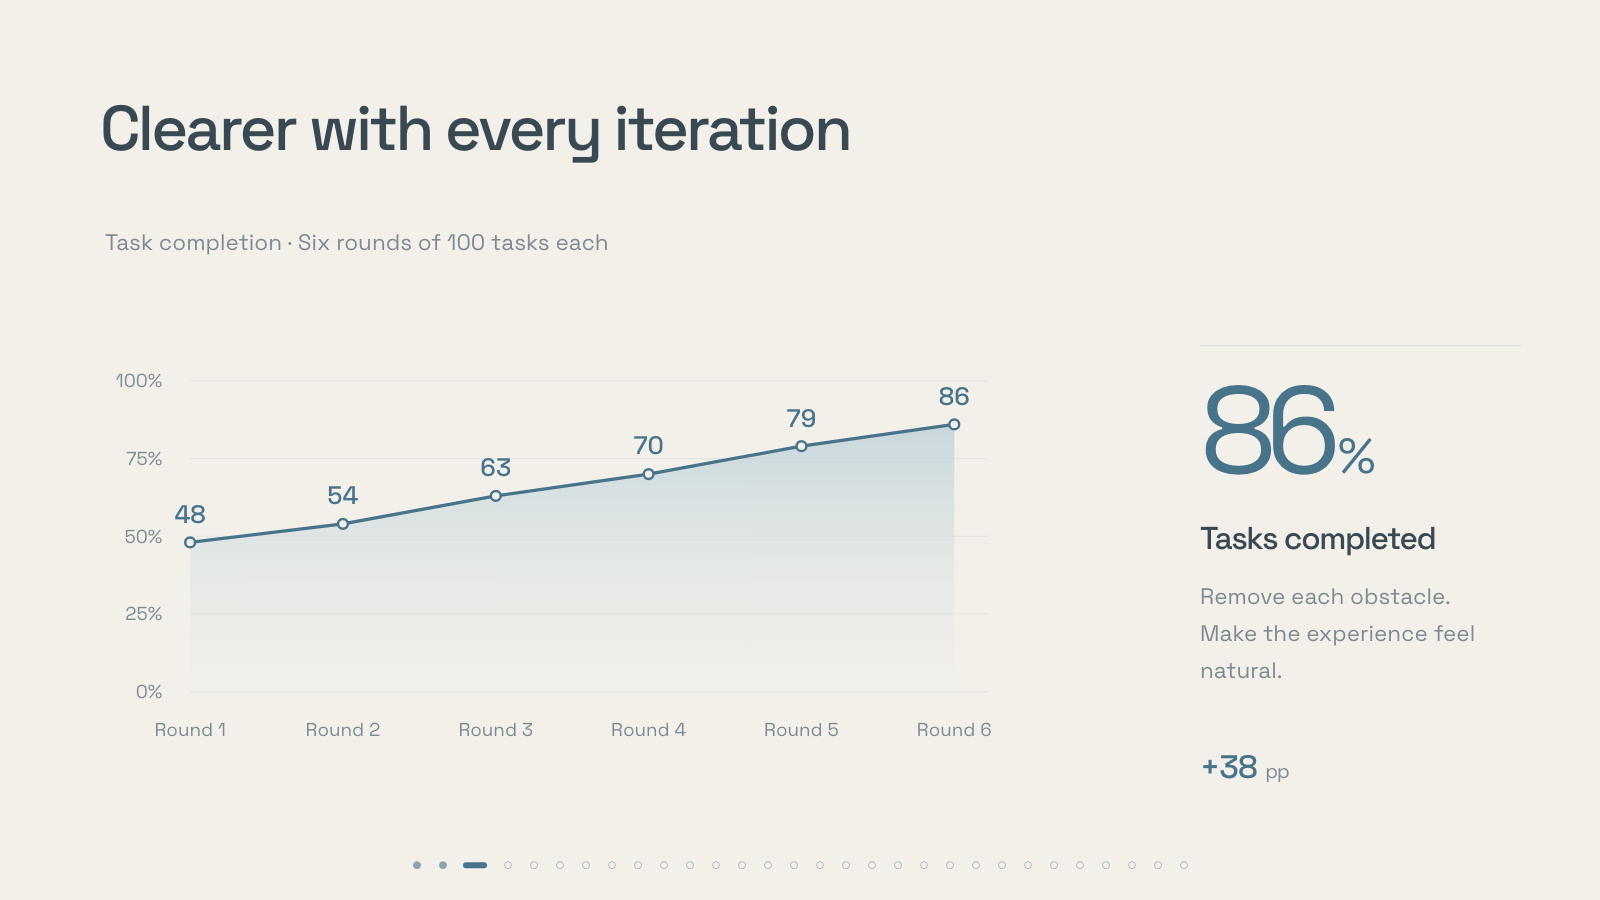 Clearer with every iteration
Task completion · Six rounds of 100 tasks each
100%
75%
50%
25%
0%
48
54
63
70
79
86
Round 1
Round 2
Round 3
Round 4
Round 5
Round 6
86%
Tasks completed
Remove each obstacle.
Make the experience feel
natural.
+38 pp